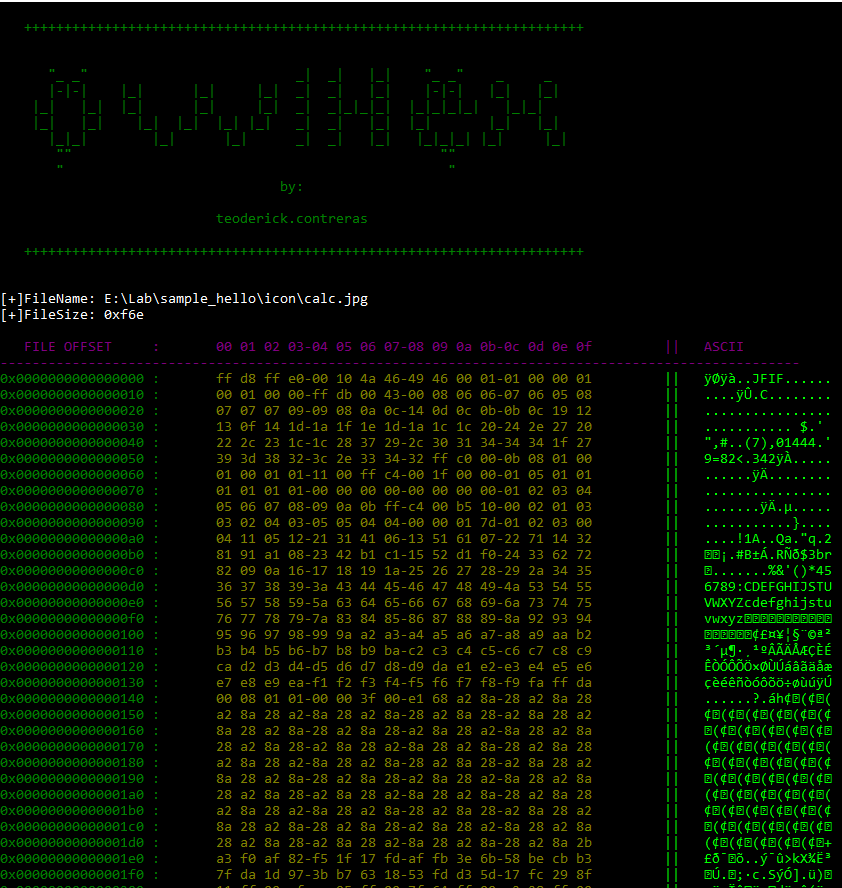 ++++++++++++++++++++++++++++++++++++++++++++++++++++++++++++++++++++++
owlHex
by:
teoderick.contreras
++++++++++++++++++++++++++++++++++++++++++++++++++++++++++++++++++++++
[+]FileName: E:\Lab\sample_hello\icon\calc.jpg
[+]FileSize: 0xf6e
FILE OFFSET : 00 01 02 03-04 05 06 07-08 09 0a 0b-0c 0d 0e 0f || ASCII
0x0000000000000000 : ff d8 ff e0-00 10 4a 46-49 46 00 01-01 00 00 01 || ÿØÿà..JFIF......
0x0000000000000010 : 00 01 00 00-ff db 00 43-00 08 06 06-07 06 05 08 || ....ÿÛ.C........
0x0000000000000020 : 07 07 07 09-09 08 0a 0c-14 0d 0c 0b-0b 0c 19 12 || ................
0x0000000000000030 : 13 0f 14 1d-1a 1f 1e 1d-1a 1c 1c 20-24 2e 27 20 || ........... $.'
0x0000000000000040 : 22 2c 23 1c-1c 28 37 29-2c 30 31 34-34 34 1f 27 || ",#..(7),01444.'
0x0000000000000050 : 39 3d 38 32-3c 2e 33 34-32 ff c0 00-0b 08 01 00 || 9=82<.342ÿÀ.....
0x0000000000000060 : 01 00 01 01-11 00 ff c4-00 1f 00 00-01 05 01 01 || ......ÿÄ........
0x0000000000000070 : 01 01 01 01-00 00 00 00-00 00 00 00-01 02 03 04 || ................
0x0000000000000080 : 05 06 07 08-09 0a 0b ff-c4 00 b5 10-00 02 01 03 || .......ÿÄ.µ.....
0x0000000000000090 : 03 02 04 03-05 05 04 04-00 00 01 7d-01 02 03 00 || ...........}....
0x00000000000000a0 : 04 11 05 12-21 31 41 06-13 51 61 07-22 71 14 32 || ....!1A..Qa."q.2
0x00000000000000b0 : 81 91 a1 08-23 42 b1 c1-15 52 d1 f0-24 33 62 72 || ⍰⍰¡.#B±Á.RÑð$3br
0x00000000000000c0 : 82 09 0a 16-17 18 19 1a-25 26 27 28-29 2a 34 35 || ⍰.......%&'()*45
0x00000000000000d0 : 36 37 38 39-3a 43 44 45-46 47 48 49-4a 53 54 55 || 6789:CDEFGHIJSTU
0x00000000000000e0 : 56 57 58 59-5a 63 64 65-66 67 68 69-6a 73 74 75 || VWXYZcdefghijstu
0x00000000000000f0 : 76 77 78 79-7a 83 84 85-86 87 88 89-8a 92 93 94 || vwxyz⍰⍰⍰⍰⍰⍰⍰⍰⍰⍰⍰
0x0000000000000100 : 95 96 97 98-99 9a a2 a3-a4 a5 a6 a7-a8 a9 aa b2 || ⍰⍰⍰⍰⍰⍰¢£¤¥¦§¨©ª²
0x0000000000000110 : b3 b4 b5 b6-b7 b8 b9 ba-c2 c3 c4 c5-c6 c7 c8 c9 || ³´µ¶·¸¹ºÂÃÄÅÆÇÈÉ
0x0000000000000120 : ca d2 d3 d4-d5 d6 d7 d8-d9 da e1 e2-e3 e4 e5 e6 || ÊÒÓÔÕÖ×ØÙÚáâãäåæ
0x0000000000000130 : e7 e8 e9 ea-f1 f2 f3 f4-f5 f6 f7 f8-f9 fa ff da || çèéêñòóôõö÷øùúÿÚ
0x0000000000000140 : 00 08 01 01-00 00 3f 00-e1 68 a2 8a-28 a2 8a 28 || ......?.áh¢⍰(¢⍰(
0x0000000000000150 : a2 8a 28 a2-8a 28 a2 8a-28 a2 8a 28-a2 8a 28 a2 || ¢⍰(¢⍰(¢⍰(¢⍰(¢⍰(¢
0x0000000000000160 : 8a 28 a2 8a-28 a2 8a 28-a2 8a 28 a2-8a 28 a2 8a || ⍰(¢⍰(¢⍰(¢⍰(¢⍰(¢⍰
0x0000000000000170 : 28 a2 8a 28-a2 8a 28 a2-8a 28 a2 8a-28 a2 8a 28 || (¢⍰(¢⍰(¢⍰(¢⍰(¢⍰(
0x0000000000000180 : a2 8a 28 a2-8a 28 a2 8a-28 a2 8a 28-a2 8a 28 a2 || ¢⍰(¢⍰(¢⍰(¢⍰(¢⍰(¢
0x0000000000000190 : 8a 28 a2 8a-28 a2 8a 28-a2 8a 28 a2-8a 28 a2 8a || ⍰(¢⍰(¢⍰(¢⍰(¢⍰(¢⍰
0x00000000000001a0 : 28 a2 8a 28-a2 8a 28 a2-8a 28 a2 8a-28 a2 8a 28 || (¢⍰(¢⍰(¢⍰(¢⍰(¢⍰(
0x00000000000001b0 : a2 8a 28 a2-8a 28 a2 8a-28 a2 8a 28-a2 8a 28 a2 || ¢⍰(¢⍰(¢⍰(¢⍰(¢⍰(¢
0x00000000000001c0 : 8a 28 a2 8a-28 a2 8a 28-a2 8a 28 a2-8a 28 a2 8a || ⍰(¢⍰(¢⍰(¢⍰(¢⍰(¢⍰
0x00000000000001d0 : 28 a2 8a 28-a2 8a 28 a2-8a 28 a2 8a-28 a2 8a 2b || (¢⍰(¢⍰(¢⍰(¢⍰(¢⍰+
0x00000000000001e0 : a3 f0 af 82-f5 1f 17 fd-af fb 3e 6b-58 be cb b3 || £ð¯⍰õ..ý¯û>kX¾Ë³
0x00000000000001f0 : 7f da 1d 97-3b b7 63 18-53 fd d3 5d-17 fc 29 8f || ⍰Ú.⍰;·c.SýÓ].ü)⍰